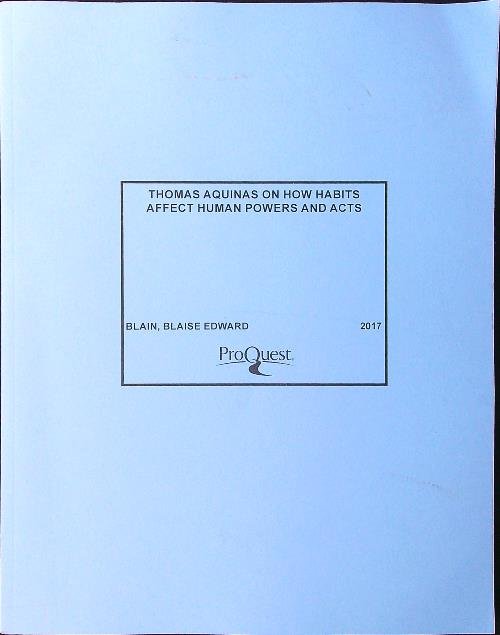 THOMAS AQUINAS ON HOW HABITS
AFFECT HUMAN POWERS AND ACTS
BLAIN, BLAISE EDWARD 2017
ProQuest